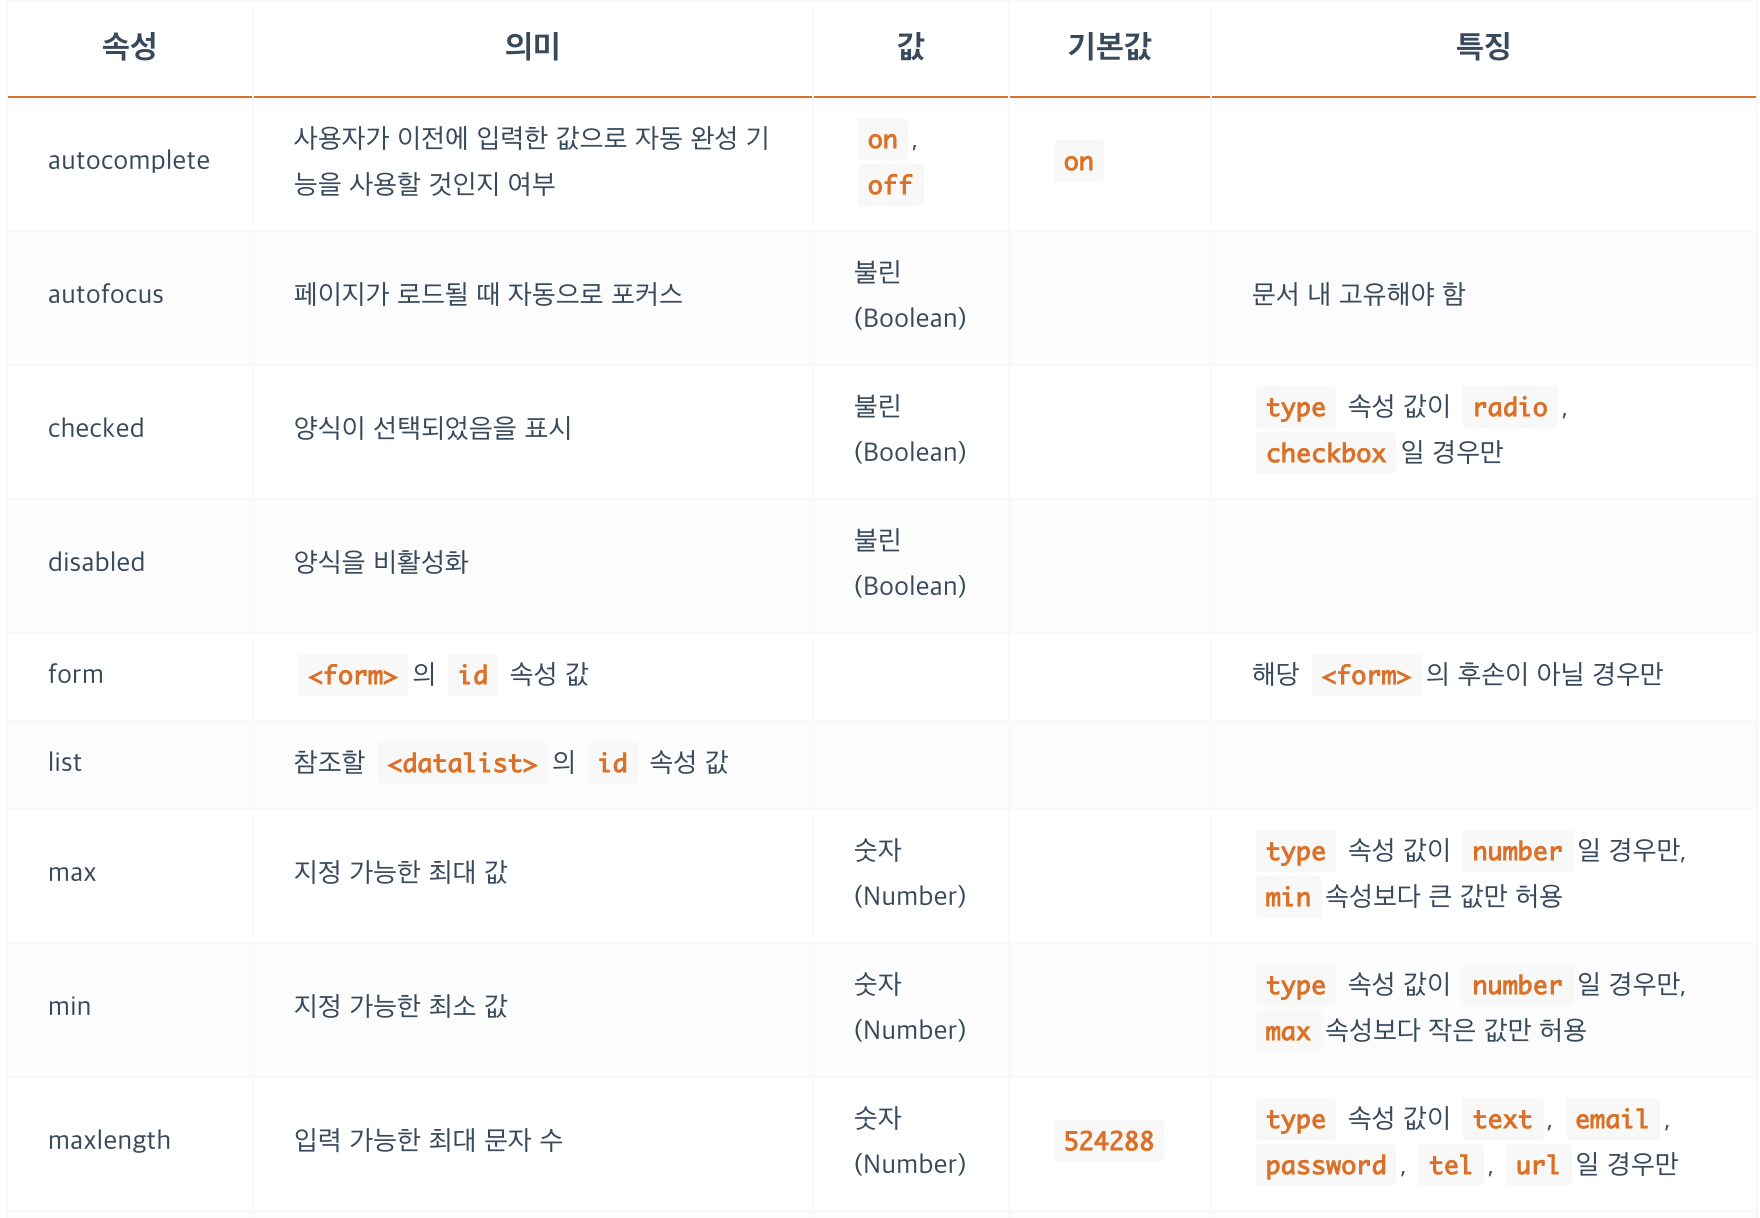 속성 의미 값 기본값 특징
autocomplete 사용자가 이전에 입력한 값으로 자동 완성 기능을 사용할 것인지 여부 on, off on
autofocus 페이지가 로드될 때 자동으로 포커스 불린 (Boolean) 문서 내 고유해야 함
checked 양식이 선택되었음을 표시 불린 (Boolean) type 속성 값이 radio, checkbox 일 경우만
disabled 양식을 비활성화 불린 (Boolean)
form <form> 의 id 속성 값 해당 <form> 의 후손이 아닐 경우만
list 참조할 <datalist> 의 id 속성 값
max 지정 가능한 최대 값 숫자 (Number) type 속성 값이 number 일 경우만, min 속성보다 큰 값만 허용
min 지정 가능한 최소 값 숫자 (Number) type 속성 값이 number 일 경우만, max 속성보다 작은 값만 허용
maxlength 입력 가능한 최대 문자 수 숫자 (Number) 524288 type 속성 값이 text, email, password, tel, url 일 경우만